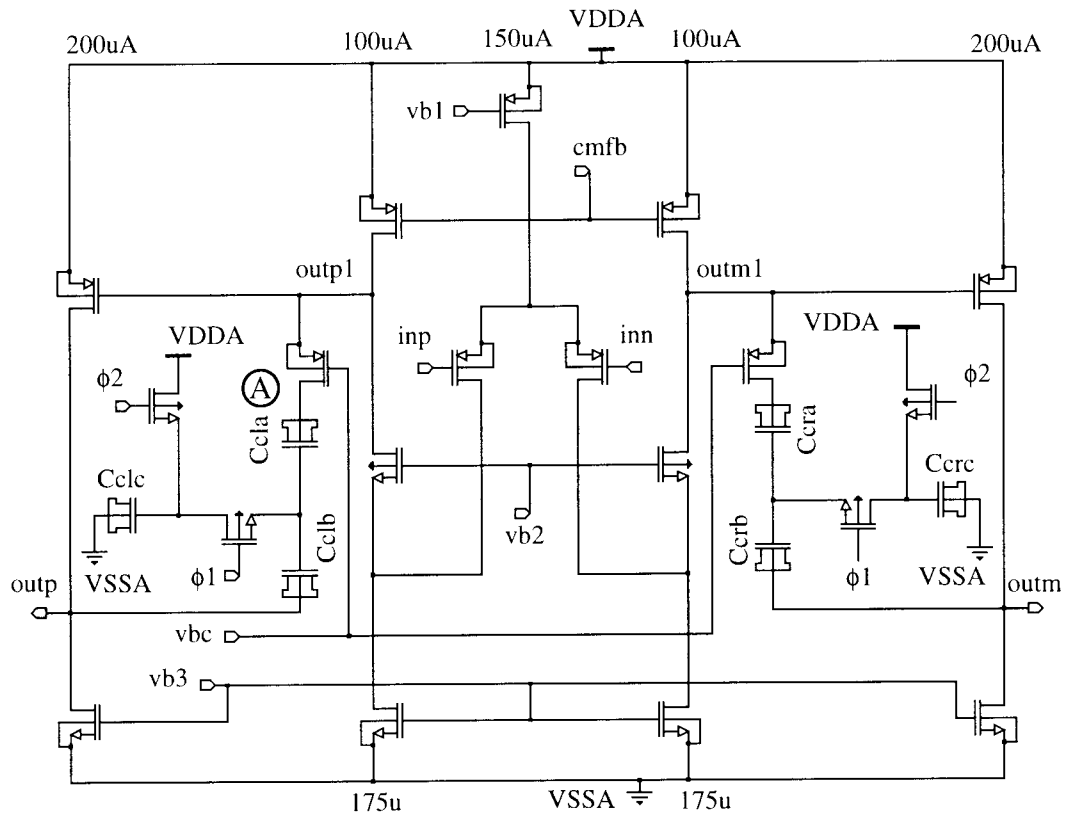 VDDA
200uA
100uA
150uA
100uA
200uA
vb1
cmfb
outp1
outm1
VDDA
inp
inn
VDDA
ϕ2
A
ϕ2
Ccla
Ccra
Cclc
Ccrc
Cclb
vb2
Ccrb
ϕ1
ϕ1
VSSA
VSSA
outp
outm
vbc
vb3
175u
VSSA
175u